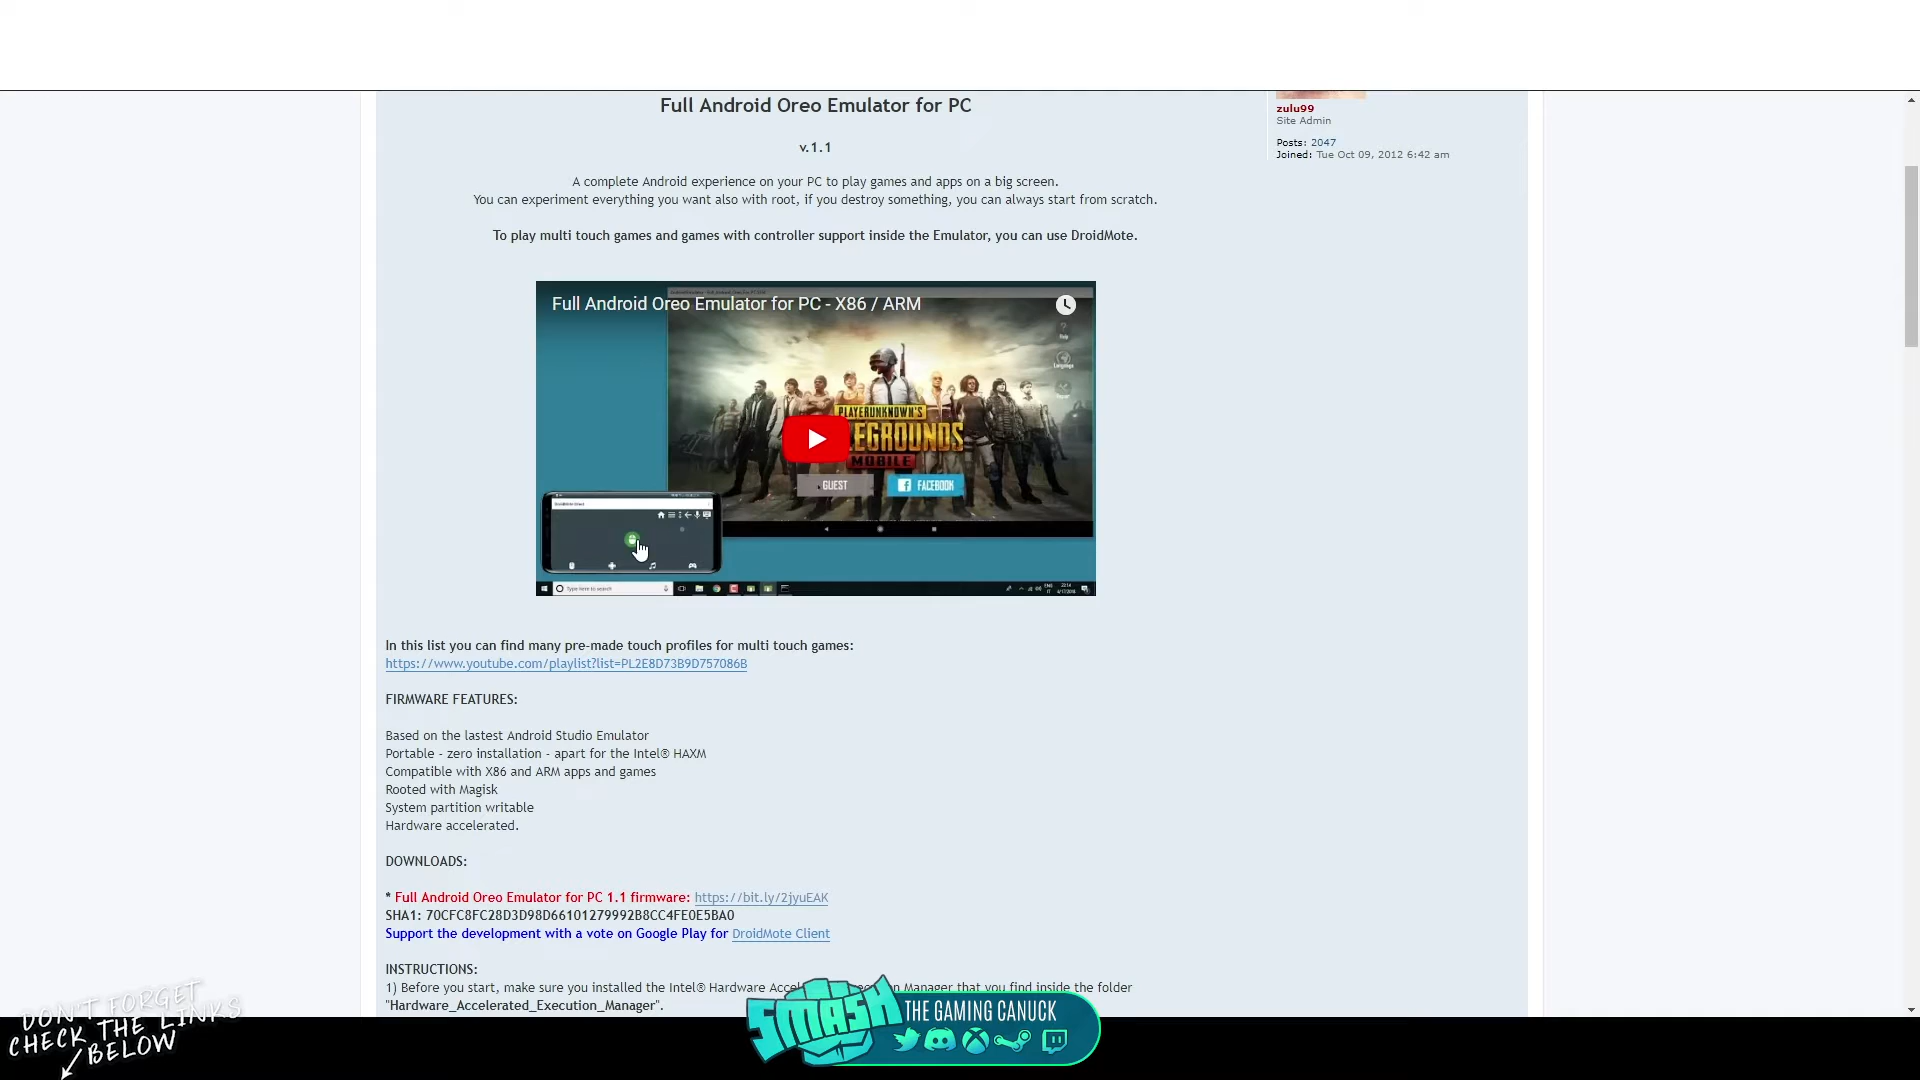 Full Android Oreo Emulator for PC
v.1.1
A complete Android experience on your PC to play games and apps on a big screen.
You can experiment everything you want also with root, if you destroy something, you can always start from scratch.
To play multi touch games and games with controller support inside the Emulator, you can use DroidMote.
zulu99
Site Admin
Posts: 2047
Joined: Tue Oct 09, 2012 6:42 am
Full Android Oreo Emulator for PC - X86 / ARM
Help
Language
Repair
PLAYERUNKNOWN'S
MOBILE
GUEST
FACEBOOK
Type here to search
In this list you can find many pre-made touch profiles for multi touch games:
https://www.youtube.com/playlist?list=PL2E8D73B9D757086B
FIRMWARE FEATURES:
Based on the lastest Android Studio Emulator
Portable - zero installation - apart for the Intel® HAXM
Compatible with X86 and ARM apps and games
Rooted with Magisk
System partition writable
Hardware accelerated.
DOWNLOADS:
* Full Android Oreo Emulator for PC 1.1 firmware: https://bit.ly/2jyuEAK
SHA1: 70CFC8FC28D3D98D66101279992B8CC4FE0E5BA0
Support the development with a vote on Google Play for DroidMote Client
INSTRUCTIONS:
1) Before you start, make sure you installed the Intel® Hardware Manager that you find inside the folder
"Hardware_Accelerated_Execution_Manager".
SMASH
THE GAMING CANUCK
DON'T FORGET
CHECK THE LINKS
BELOW